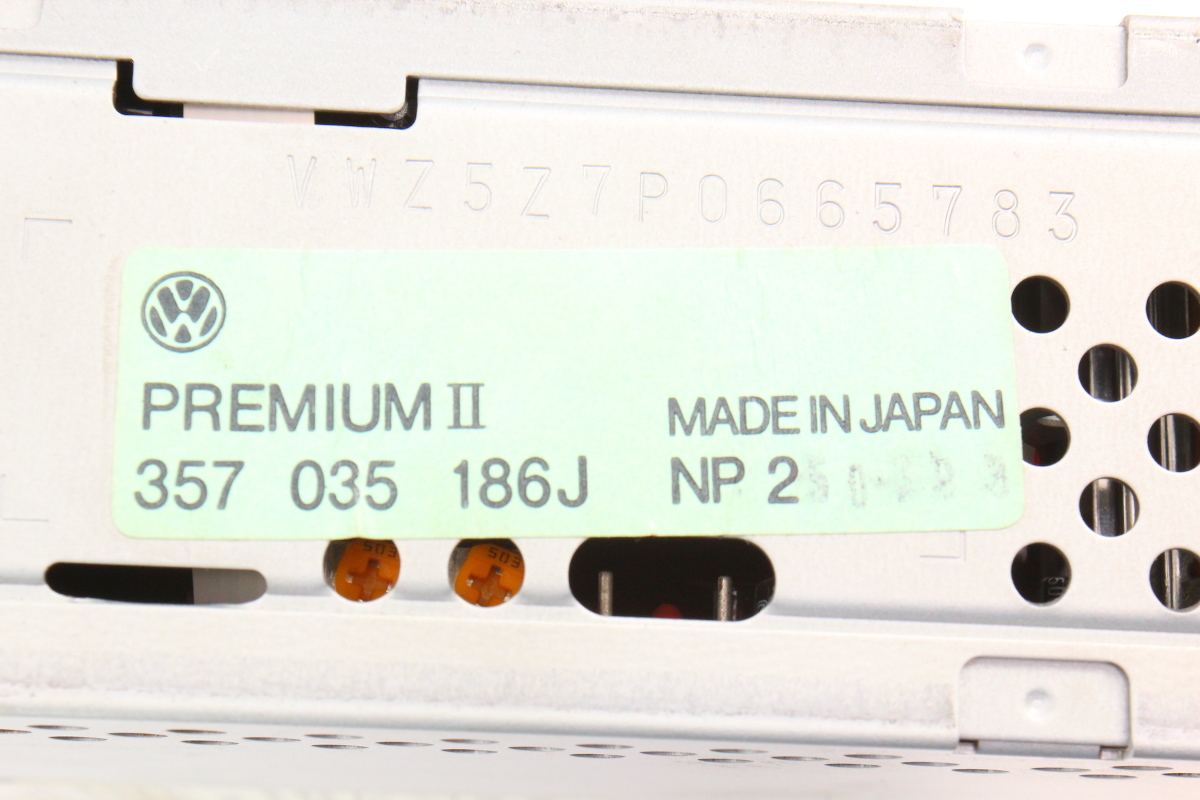 VWZ5Z7P0665783
PREMIUM II
MADE IN JAPAN
357 035 186J
NP 2